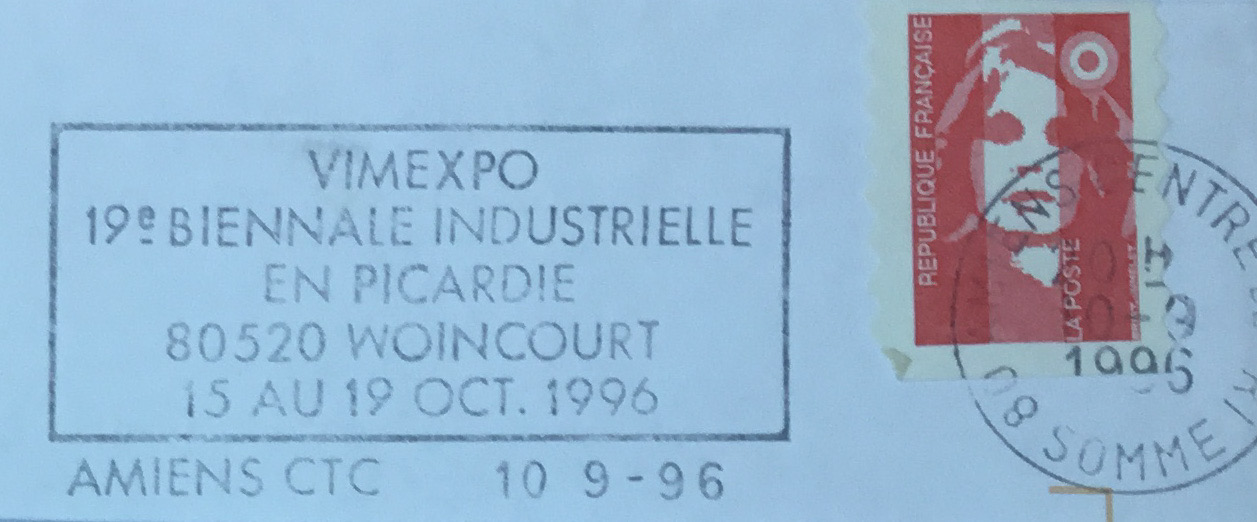 VIMEXPO
19e BIENNALE INDUSTRIELLE
EN PICARDIE
80520 WOINCOURT
15 AU 19 OCT. 1996
AMIENS CTC 10 9-96
REPUBLIQUE FRANÇAISE
LA POSTE
1996
80 SOMME